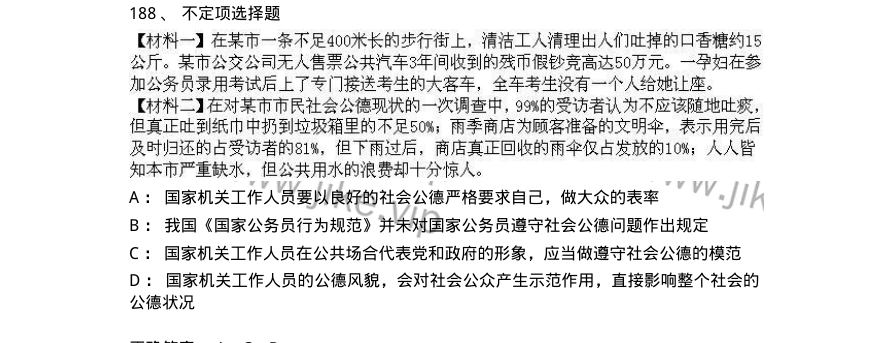 188 、 不定项选择题
【材料一】在某市一条不足400米长的步行街上，清洁工人清理出人们吐掉的口香糖约15
公斤。某市公交公司无人售票公共汽车3年间收到的残币假钞竟高达50万元。一孕妇在参
加公务员录用考试后上了专门接送考生的大客车，全车考生没有一个人给她让座。
【材料二】在对某市市民社会公德现状的一次调查中，99%的受访者认为不应该随地吐痰，
但真正吐到纸巾中扔到垃圾箱里的不足50%；雨季商店为顾客准备的文明伞，表示用完后
及时归还的占受访者的81%，但下雨过后，商店真正回收的雨伞仅占发放的10%；人人皆
知本市严重缺水，但公共用水的浪费却十分惊人。
A ： 国家机关工作人员要以良好的社会公德严格要求自己，做大众的表率
B ： 我国《国家公务员行为规范》并未对国家公务员遵守社会公德问题作出规定
C ： 国家机关工作人员在公共场合代表党和政府的形象，应当做遵守社会公德的模范
D ： 国家机关工作人员的公德风貌，会对社会公众产生示范作用，直接影响整个社会的
公德状况